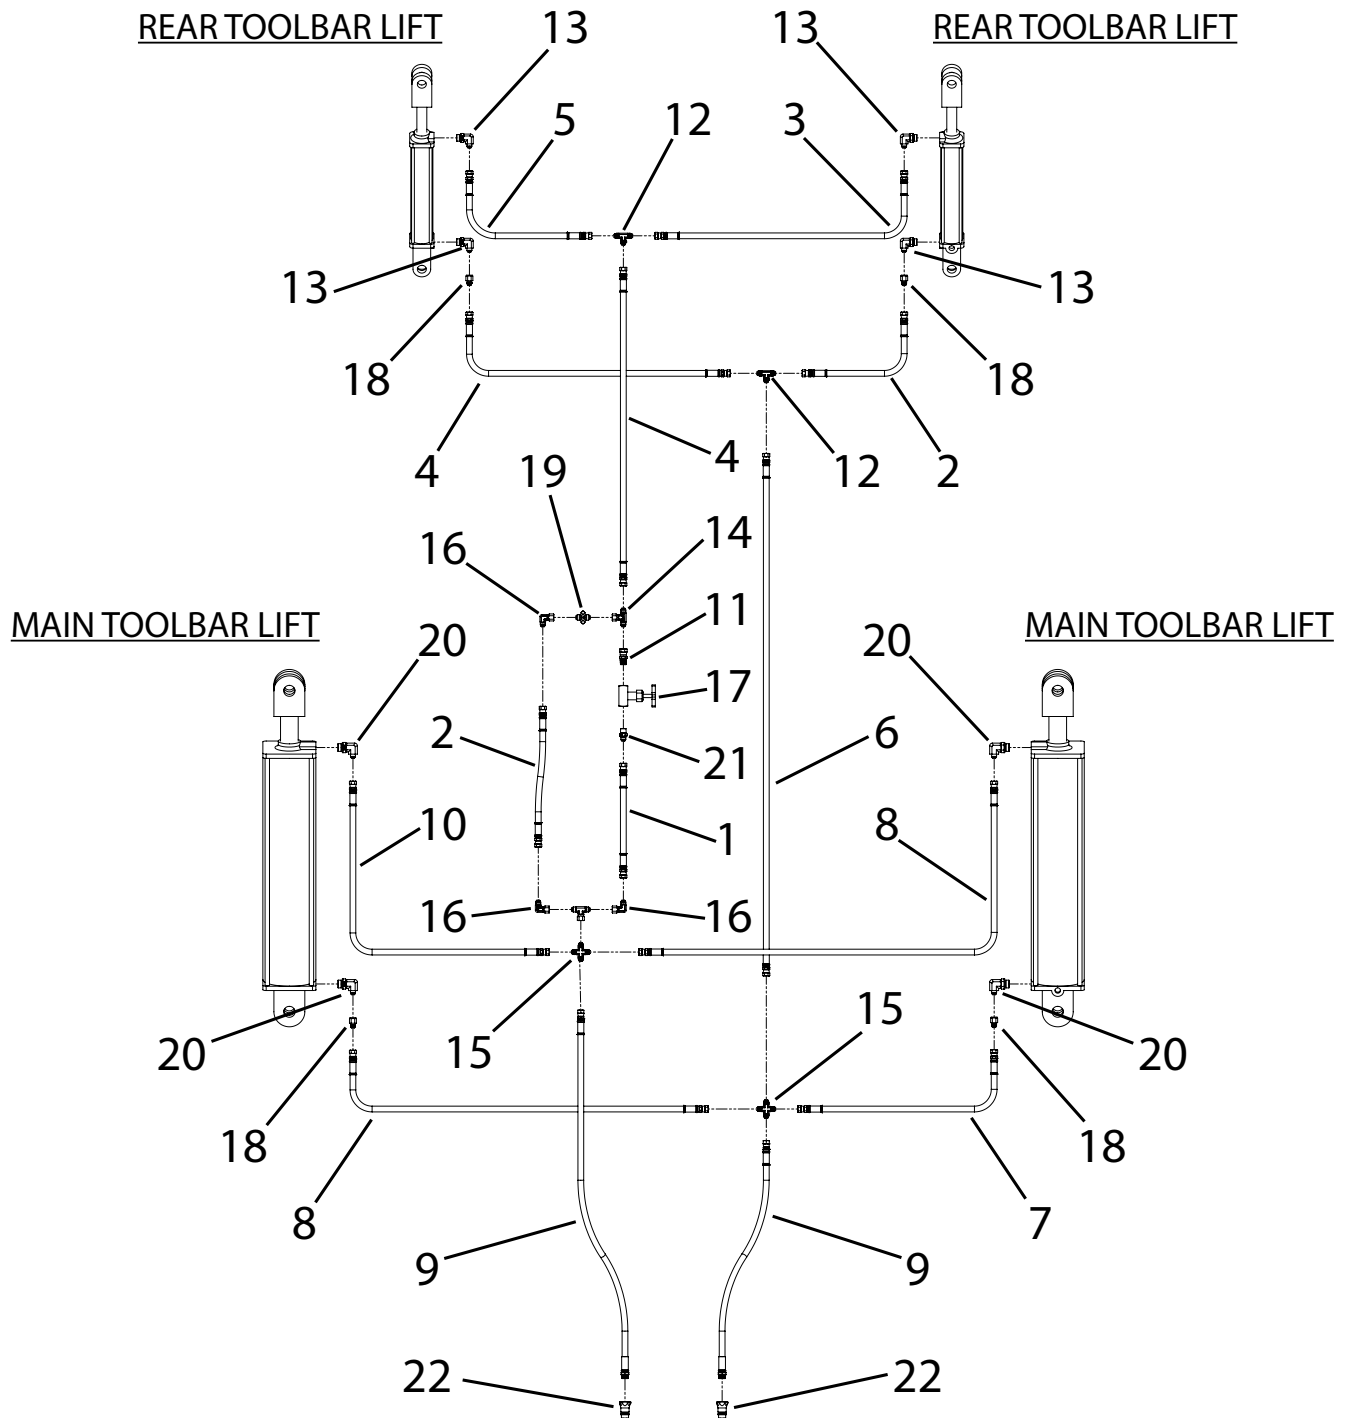 REAR TOOLBAR LIFT 13 13 REAR TOOLBAR LIFT
5 12 3
13 13
18 18
4 4 19 12 2
16 14
11
MAIN TOOLBAR LIFT 20 20 MAIN TOOLBAR LIFT
17
2 21 6
10 1 8
16 16
15 15
20 20
18 18
8 7
9 9
22 22